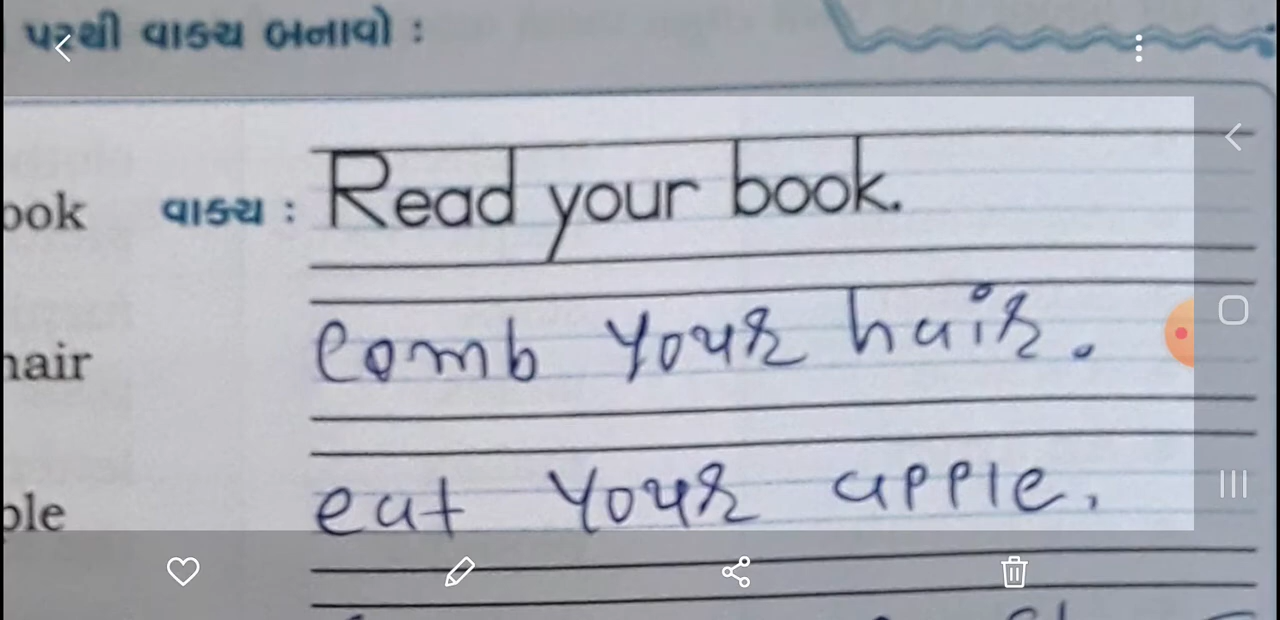 પરથી વાક્ય બનાવો :
ook વાક્ય : Read your book.
hair Comb your hair.
ple eat your apple.